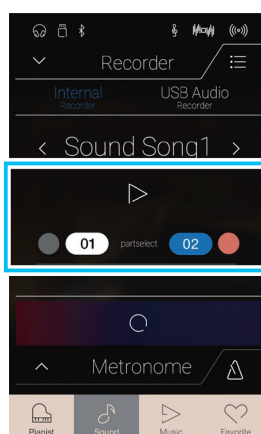 Recorder
Internal
Recorder
USB Audio
Recorder
< Sound Song1 >
01 partselect 02
Metronome
Pianist Sound Music Favorite